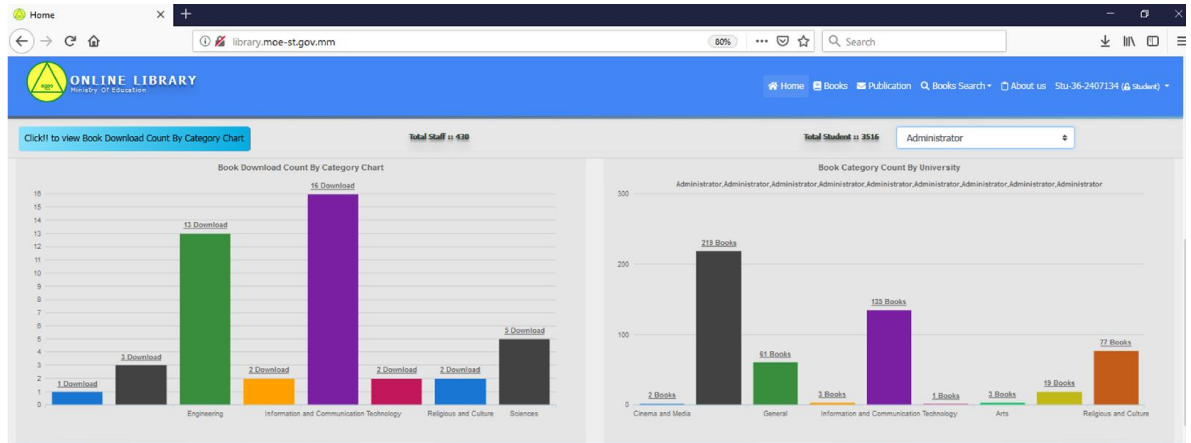 Home
library.moe-st.gov.mm
80%
Search
ONLINE LIBRARY
Ministry Of Education
Home Books Publication Books Search About us Stu-36-2407134 (Student)
Click!! to view Book Download Count By Category Chart
Total Staff :: 430
Total Student :: 3516
Administrator
Book Download Count By Category Chart
16 Download
16
15
14
13 Download
13
12
11
10
9
8
7
6
5 Download
5
4
3 Download
3
2 Download
2 Download
2 Download
2
1 Download
1
0
Engineering
Information and Communication Technology
Religious and Culture
Sciences
Book Category Count By University
Administrator,Administrator,Administrator,Administrator,Administrator,Administrator,Administrator,Administrator,Administrator
300
219 Books
200
135 Books
100
77 Books
61 Books
19 Books
2 Books
3 Books
1 Books
3 Books
0
Cinema and Media
General
Information and Communication Technology
Arts
Religious and Culture